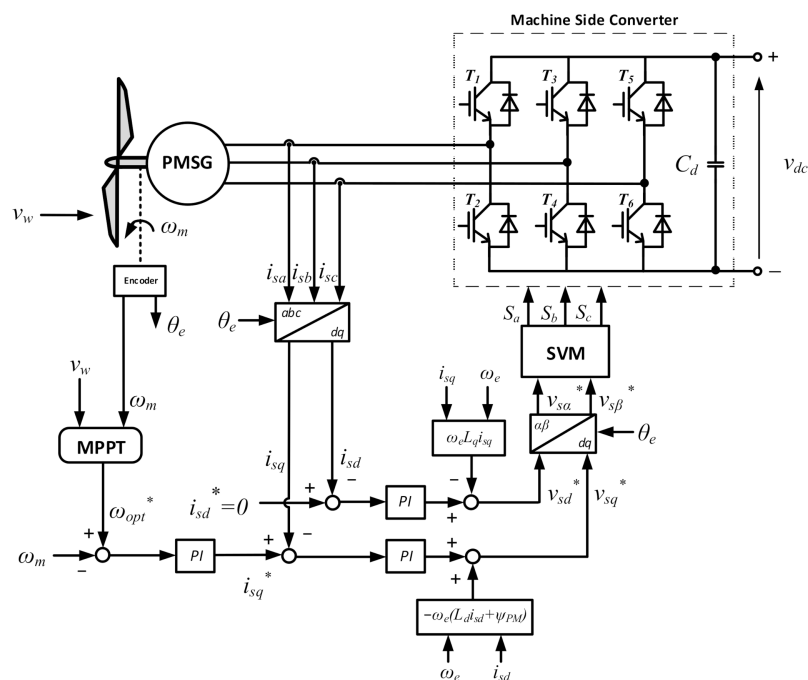 Machine Side Converter
T1 T3 T5
+
PMSG
Cd
vdc
vw
ωm
T2 T4 T6
−
Encoder
isa isb isc
θe
θe
abc
dq
Sa Sb Sc
SVM
vw
ωm
isq
ωe
vsα* vsβ*
MPPT
ωeLqisq
αβ
dq
θe
isq
isd
−
vsd* vsq*
ωopt*
isd*=0
+
−
PI
+
+
−
+
+
ωm
−
PI
isq*
−
PI
+
+
−ωe(Ldisd+ψPM)
ωe
isd